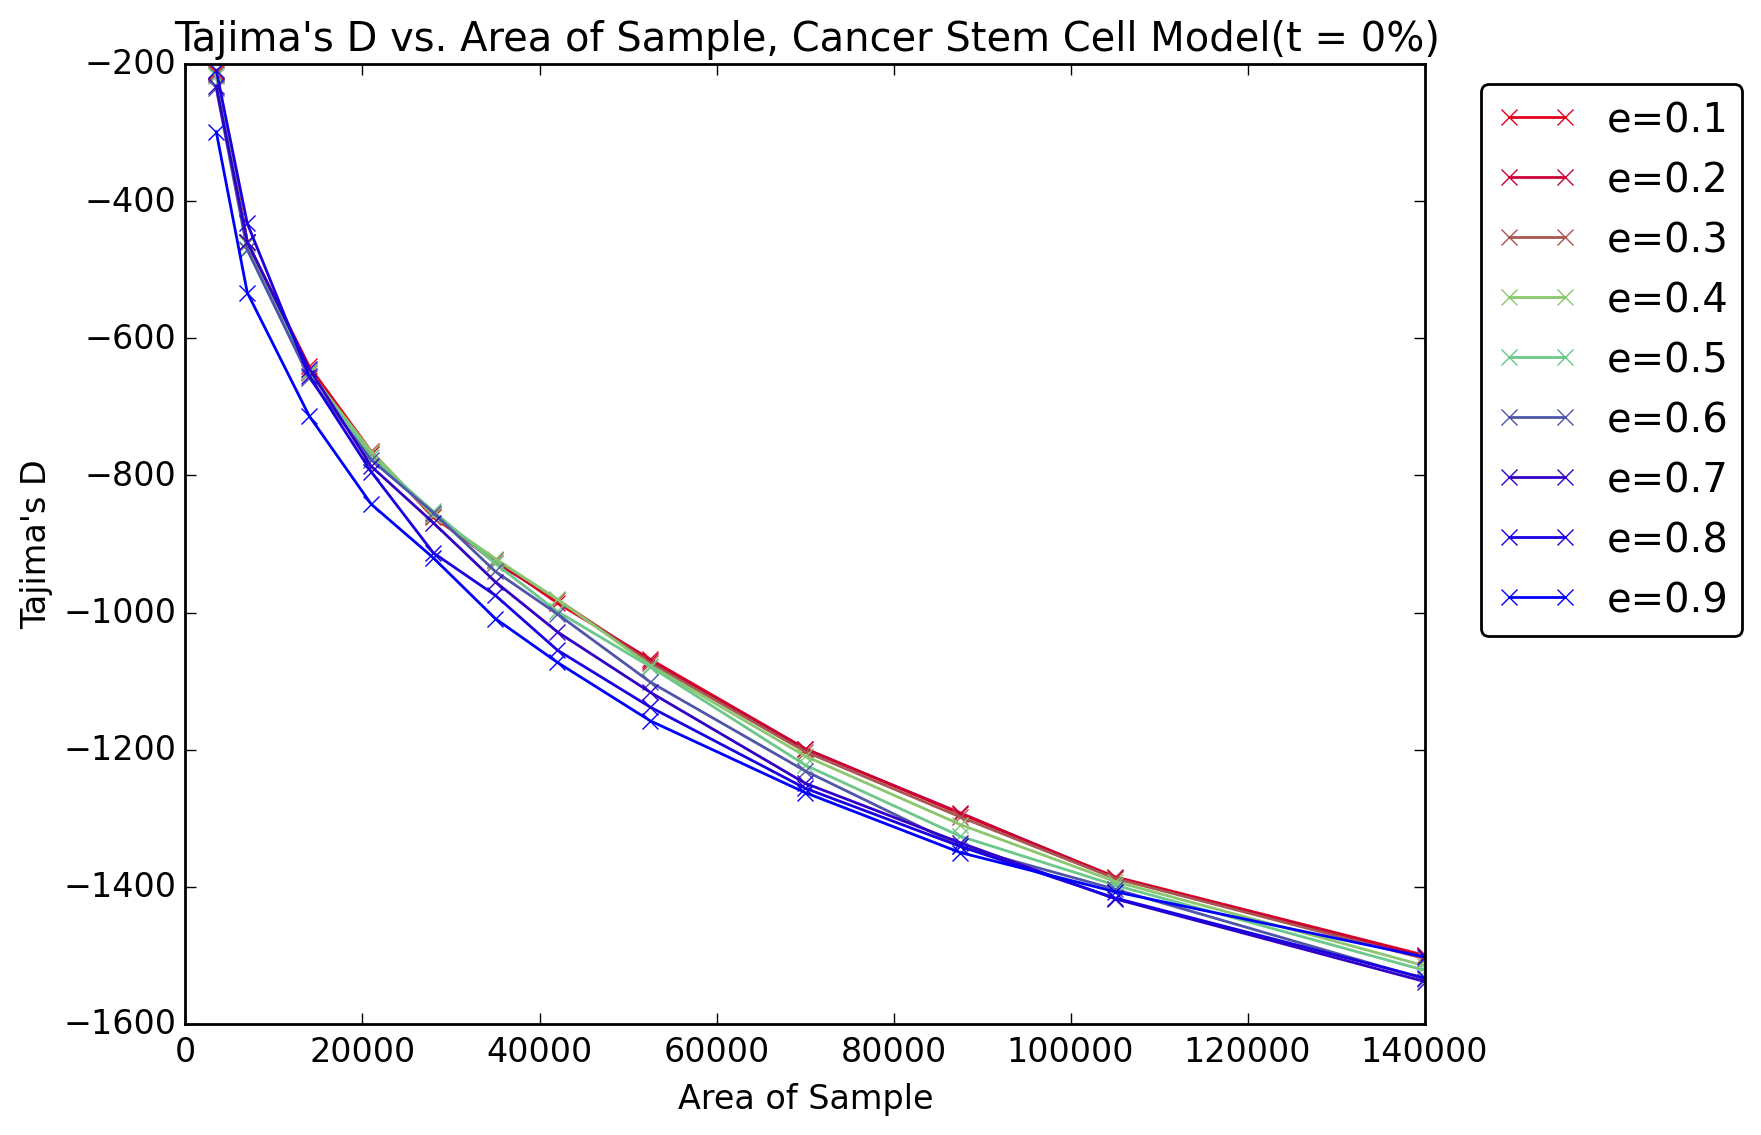 Tajima's D vs. Area of Sample, Cancer Stem Cell Model(t = 0%)
−200
−400
−600
−800
−1000
−1200
−1400
−1600
Tajima's D
0
20000
40000
60000
80000
100000
120000
140000
Area of Sample
e=0.1
e=0.2
e=0.3
e=0.4
e=0.5
e=0.6
e=0.7
e=0.8
e=0.9